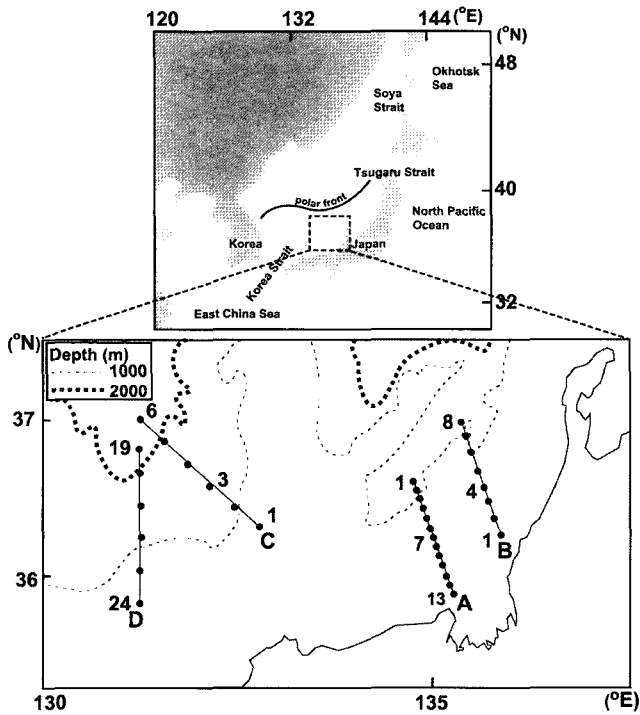 120 132 144 (°E)
(°N)
48
Okhotsk
Sea
Soya
Strait
Tsugaru Strait
40
polar front
North Pacific
Ocean
Korea
Japan
Korea Strait
32
East China Sea
(°N)
Depth (m)
1000
2000
37
6
8
19
3
1
4
1
C
7
1
B
36
24
D
13
A
130
135
(°E)